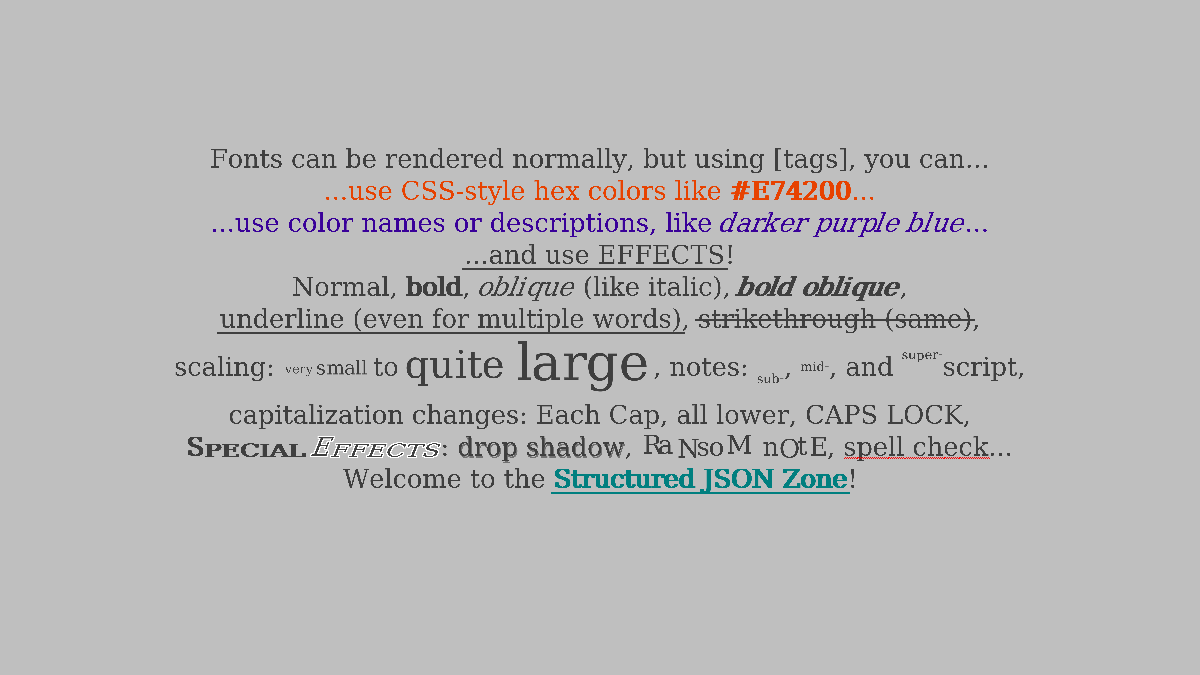 Fonts can be rendered normally, but using [tags], you can...
...use CSS-style hex colors like #E74200...
...use color names or descriptions, like darker purple blue...
...and use EFFECTS!
Normal, bold, oblique (like italic), bold oblique,
underline (even for multiple words), strikethrough (same),
scaling: very small to quite large, notes: sub-, mid-, and super-script,
capitalization changes: Each Cap, all lower, CAPS LOCK,
SPECIAL EFFECTS: drop shadow, RaNsoM nOtE, spell check...
Welcome to the Structured JSON Zone!